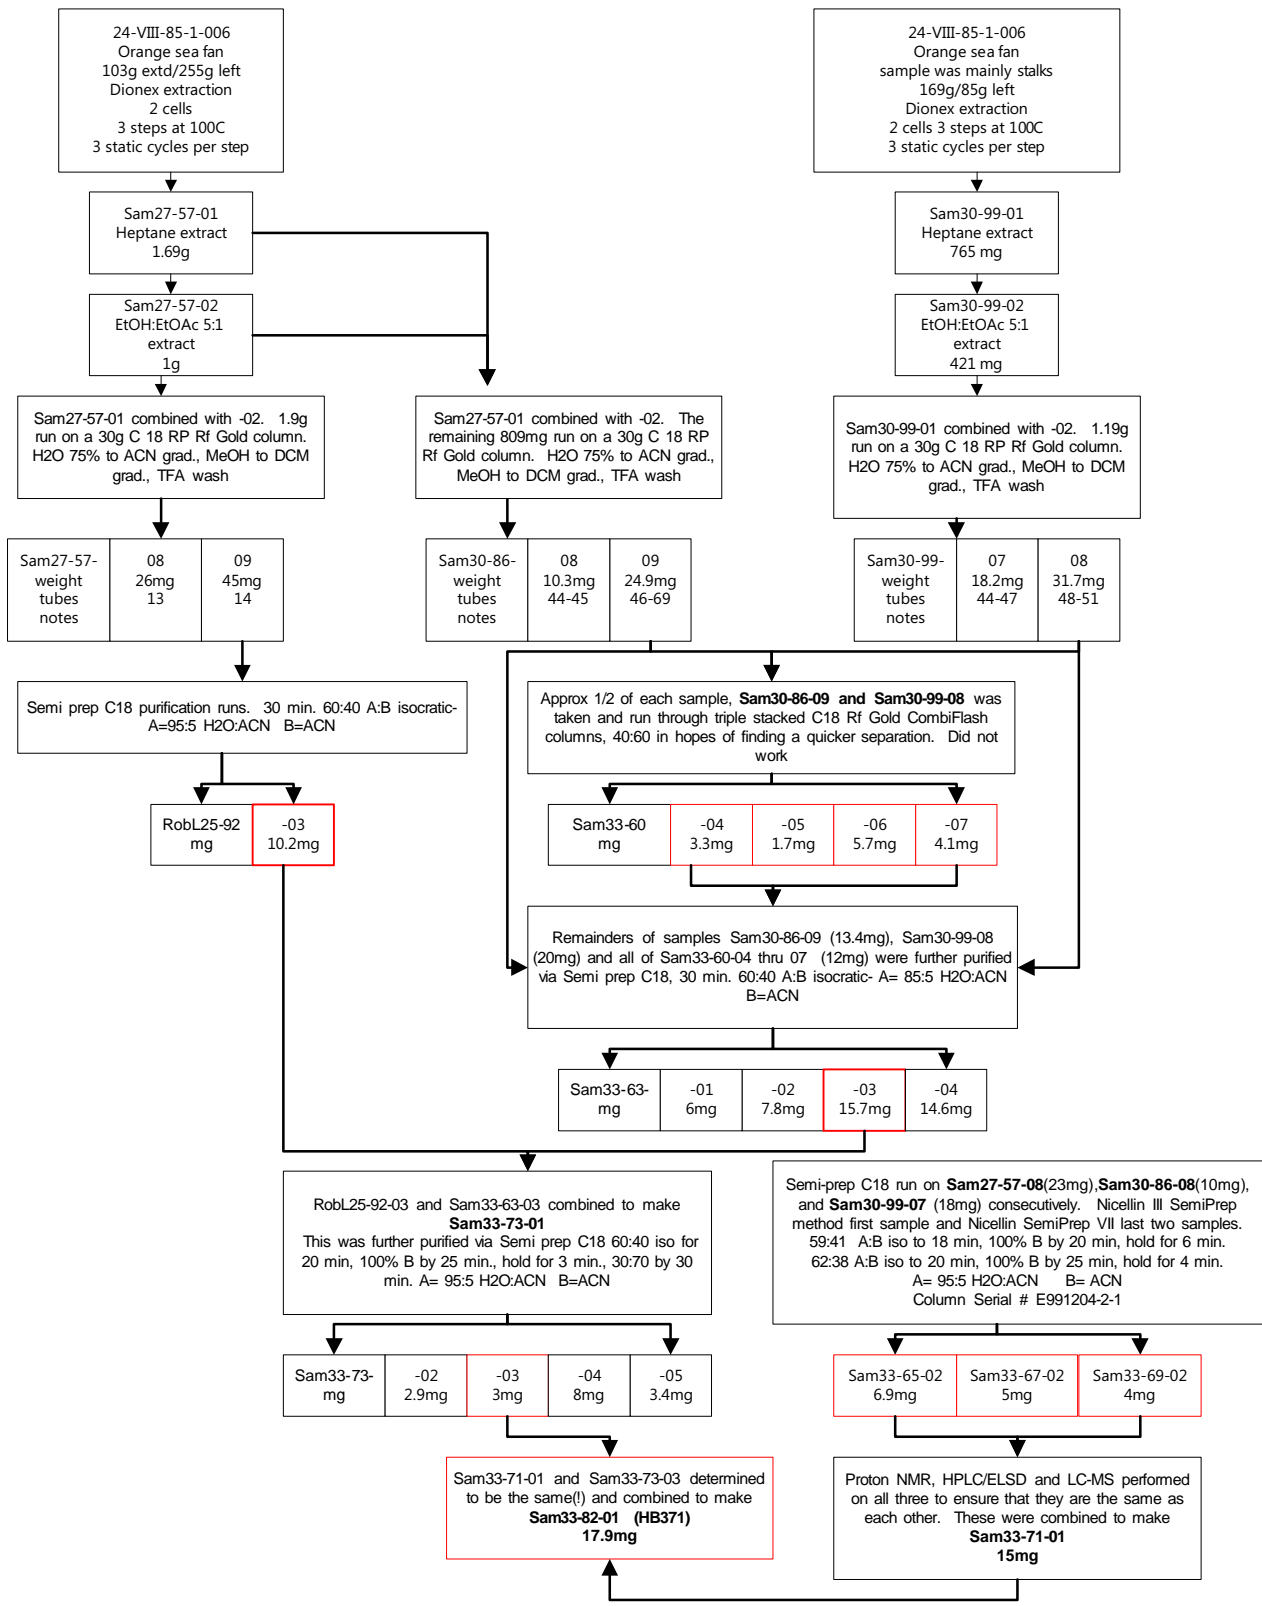 24-VIII-85-1-006
Orange sea fan
103g extd/255g left
Dionex extraction
2 cells
3 steps at 100C
3 static cycles per step
24-VIII-85-1-006
Orange sea fan
sample was mainly stalks
169g/85g left
Dionex extraction
2 cells 3 steps at 100C
3 static cycles per step
Sam27-57-01
Heptane extract
1.69g
Sam30-99-01
Heptane extract
765 mg
Sam27-57-02
EtOH:EtOAc 5:1
extract
1g
Sam30-99-02
EtOH:EtOAc 5:1
extract
421 mg
Sam27-57-01 combined with -02. 1.9g
run on a 30g C 18 RP Rf Gold column.
H2O 75% to ACN grad., MeOH to DCM
grad., TFA wash
Sam27-57-01 combined with -02. The
remaining 809mg run on a 30g C 18 RP
Rf Gold column. H2O 75% to ACN grad.,
MeOH to DCM grad., TFA wash
Sam30-99-01 combined with -02. 1.19g
run on a 30g C 18 RP Rf Gold column.
H2O 75% to ACN grad., MeOH to DCM
grad., TFA wash
Sam27-57-
weight
tubes
notes
08
26mg
13
09
45mg
14
Sam30-86-
weight
tubes
notes
08
10.3mg
44-45
09
24.9mg
46-69
Sam30-99-
weight
tubes
notes
07
18.2mg
44-47
08
31.7mg
48-51
Semi prep C18 purification runs. 30 min. 60:40 A:B isocratic-
A=95:5 H2O:ACN B=ACN
Approx 1/2 of each sample, Sam30-86-09 and Sam30-99-08 was
taken and run through triple stacked C18 Rf Gold CombiFlash
columns, 40:60 in hopes of finding a quicker separation. Did not
work
RobL25-92
mg
-03
10.2mg
Sam33-60
mg
-04
3.3mg
-05
1.7mg
-06
5.7mg
-07
4.1mg
Remainders of samples Sam30-86-09 (13.4mg), Sam30-99-08
(20mg) and all of Sam33-60-04 thru 07 (12mg) were further purified
via Semi prep C18, 30 min. 60:40 A:B isocratic- A= 85:5 H2O:ACN
B=ACN
Sam33-63-
mg
-01
6mg
-02
7.8mg
-03
15.7mg
-04
14.6mg
RobL25-92-03 and Sam33-63-03 combined to make
Sam33-73-01
This was further purified via Semi prep C18 60:40 iso for
20 min, 100% B by 25 min., hold for 3 min., 30:70 by 30
min. A= 95:5 H2O:ACN B=ACN
Semi-prep C18 run on Sam27-57-08(23mg),Sam30-86-08(10mg),
and Sam30-99-07 (18mg) consecutively. Nicellin III SemiPrep
method first sample and Nicellin SemiPrep VII last two samples.
59:41 A:B iso to 18 min, 100% B by 20 min, hold for 6 min.
62:38 A:B iso to 20 min, 100% B by 25 min, hold for 4 min.
A= 95:5 H2O:ACN B= ACN
Column Serial # E991204-2-1
Sam33-73-
mg
-02
2.9mg
-03
3mg
-04
8mg
-05
3.4mg
Sam33-65-02
6.9mg
Sam33-67-02
5mg
Sam33-69-02
4mg
Sam33-71-01 and Sam33-73-03 determined
to be the same(!) and combined to make
Sam33-82-01 (HB371)
17.9mg
Proton NMR, HPLC/ELSD and LC-MS performed
on all three to ensure that they are the same as
each other. These were combined to make
Sam33-71-01
15mg